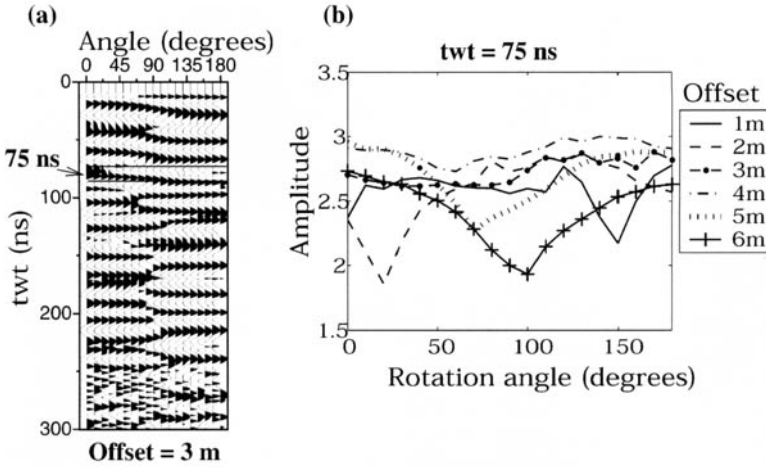 (a)
Angle (degrees)
0 45 90 135 180
0
75 ns
100
200
300
twt (ns)
Offset = 3 m
(b)
twt = 75 ns
3.5
3
2.5
2
1.5
Amplitude
0 50 100 150
Rotation angle (degrees)
Offset
1m
2m
3m
4m
5m
6m